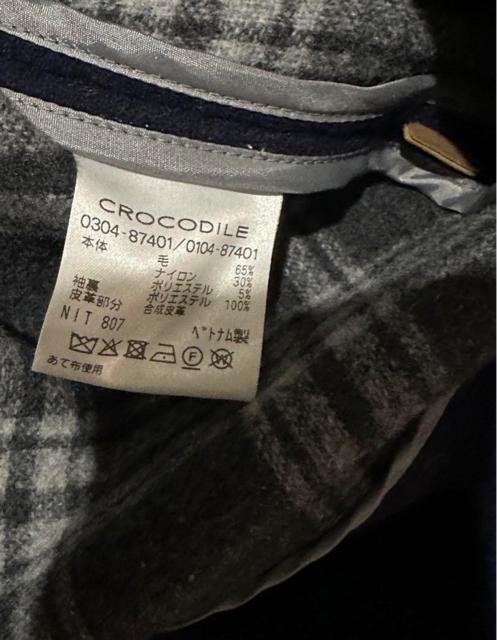 CROCODILE
0304-87401/0104-87401
本体 毛 65%
ナイロン 30%
ポリエステル 5%
袖裏 ポリエステル 100%
皮革部分 合成皮革
NIT 807
ベトナム製
あて布使用